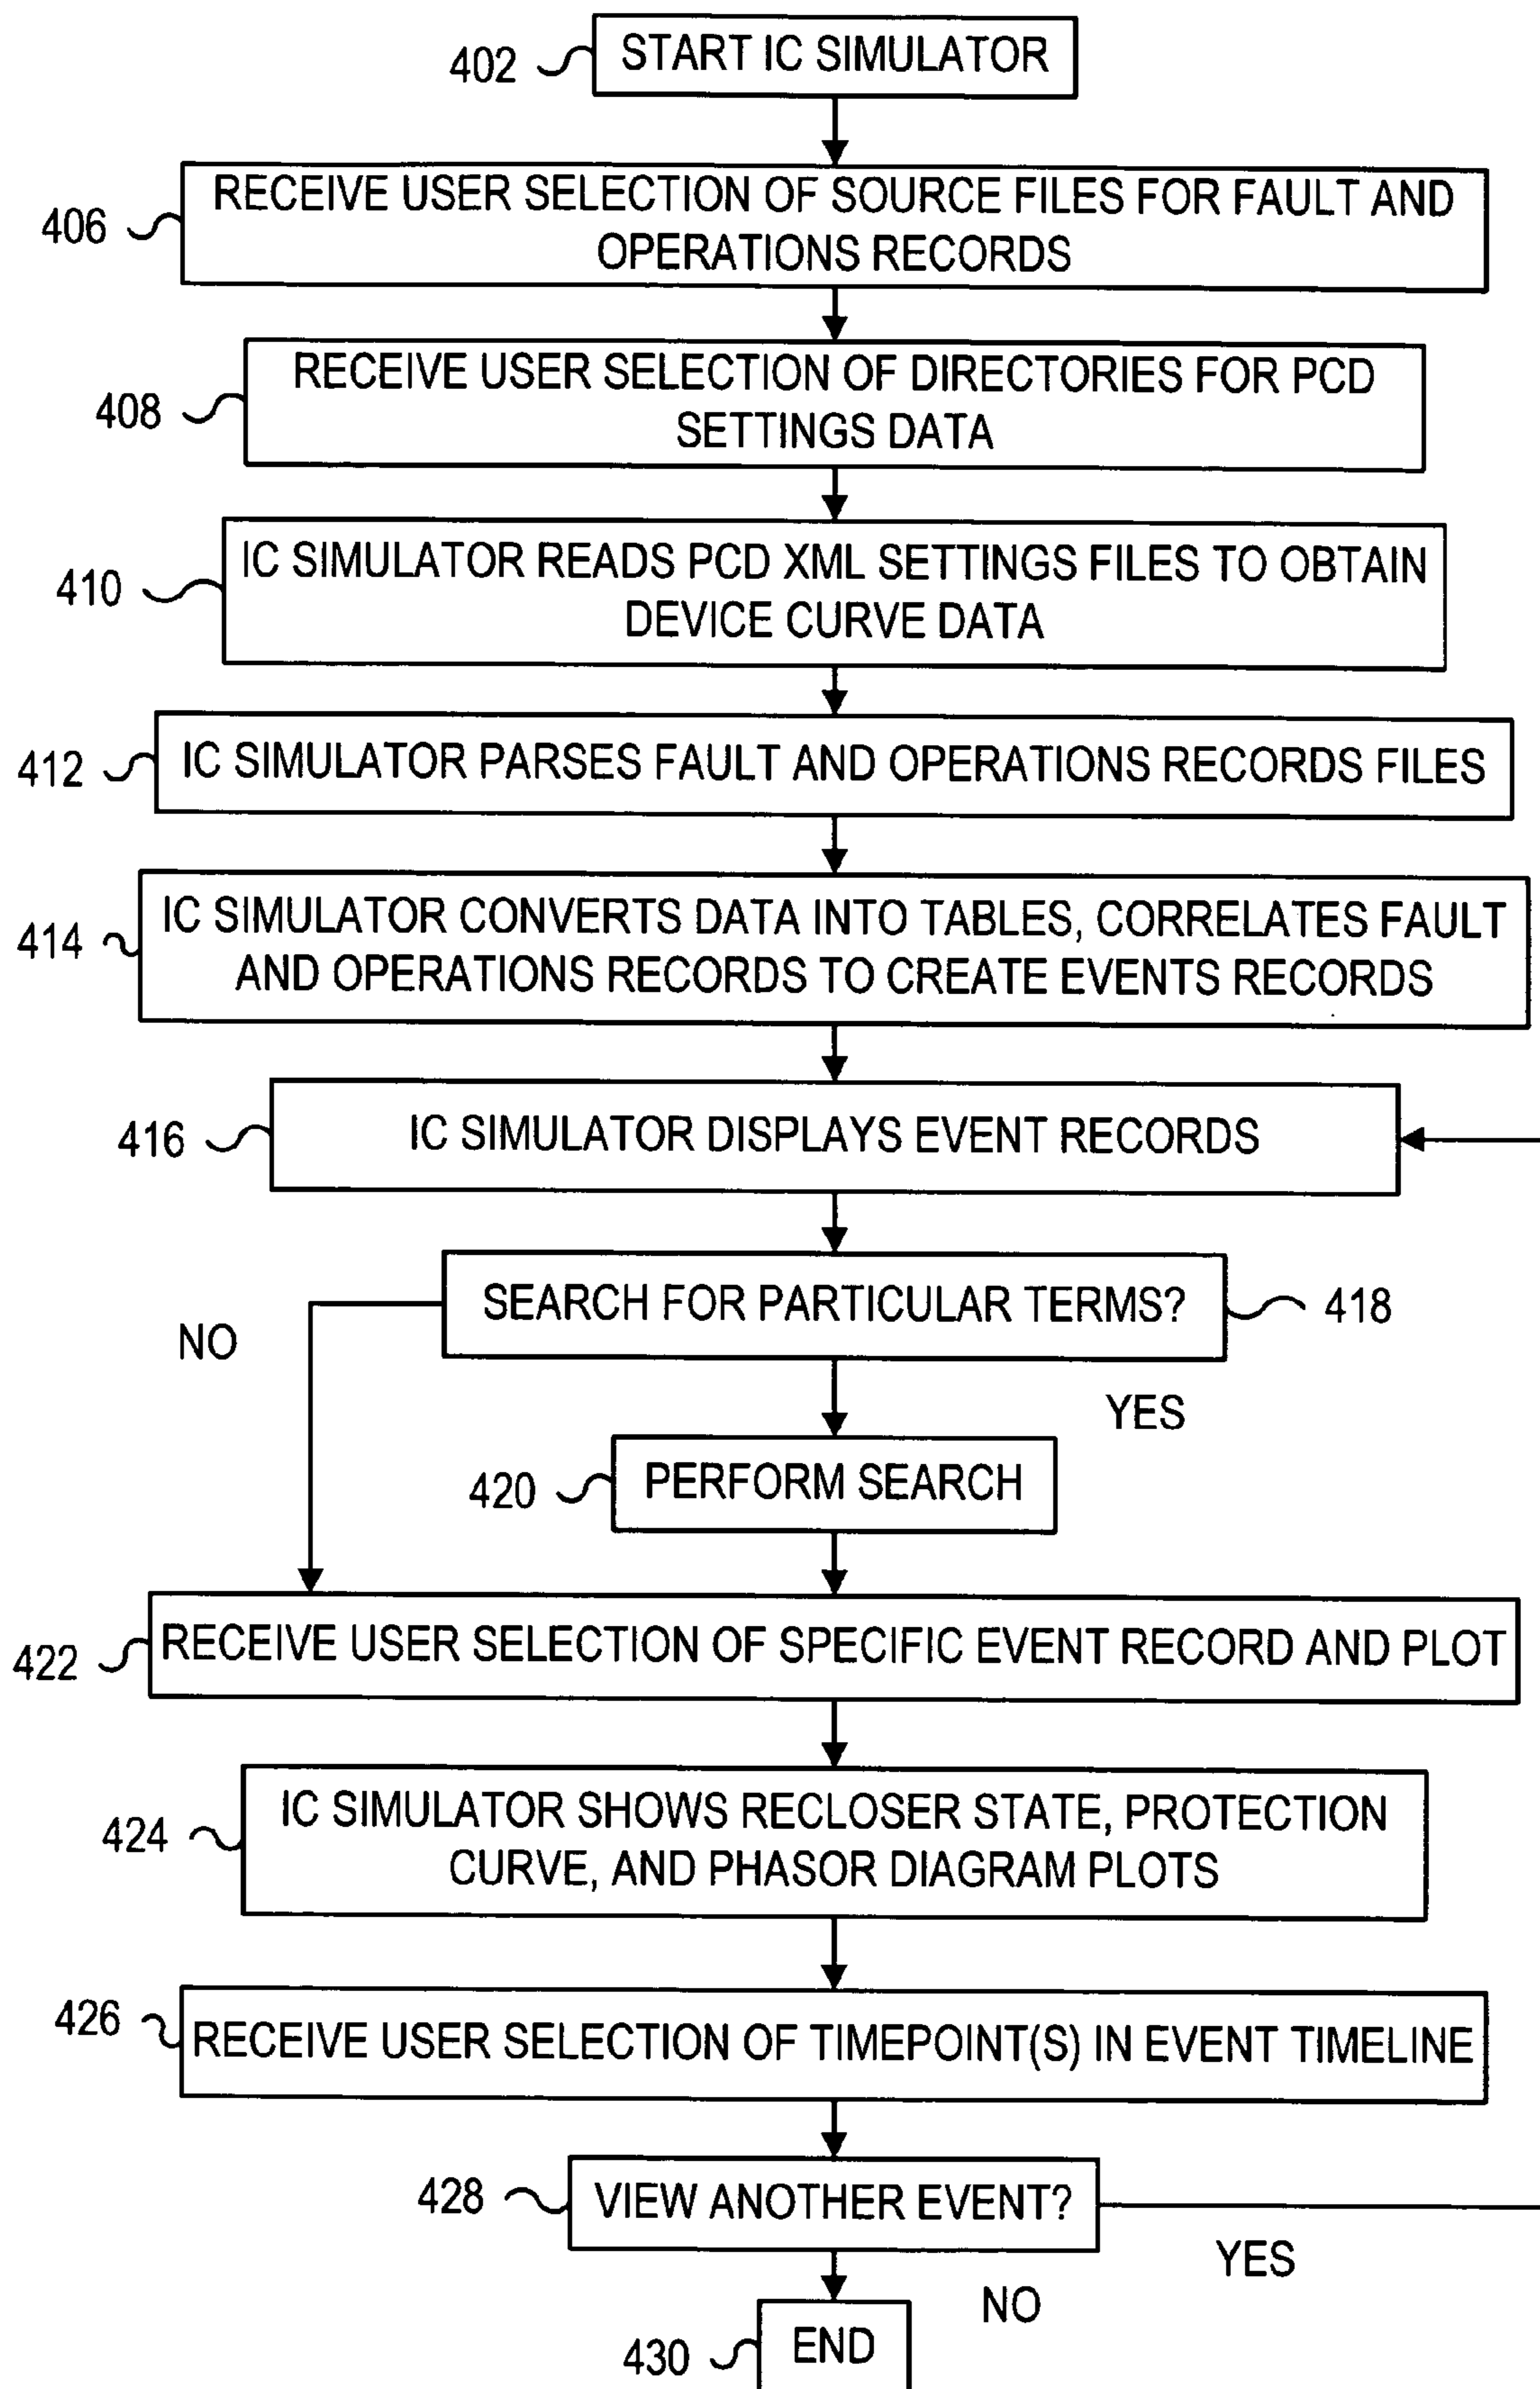 START IC SIMULATOR
402
RECEIVE USER SELECTION OF SOURCE FILES FOR FAULT AND
OPERATIONS RECORDS
406
RECEIVE USER SELECTION OF DIRECTORIES FOR PCD
SETTINGS DATA
408
IC SIMULATOR READS PCD XML SETTINGS FILES TO OBTAIN
DEVICE CURVE DATA
410
IC SIMULATOR PARSES FAULT AND OPERATIONS RECORDS FILES
412
IC SIMULATOR CONVERTS DATA INTO TABLES, CORRELATES FAULT
AND OPERATIONS RECORDS TO CREATE EVENTS RECORDS
414
IC SIMULATOR DISPLAYS EVENT RECORDS
416
SEARCH FOR PARTICULAR TERMS?
418
NO
YES
PERFORM SEARCH
420
RECEIVE USER SELECTION OF SPECIFIC EVENT RECORD AND PLOT
422
IC SIMULATOR SHOWS RECLOSER STATE, PROTECTION
CURVE, AND PHASOR DIAGRAM PLOTS
424
RECEIVE USER SELECTION OF TIMEPOINT(S) IN EVENT TIMELINE
426
VIEW ANOTHER EVENT?
428
YES
NO
END
430